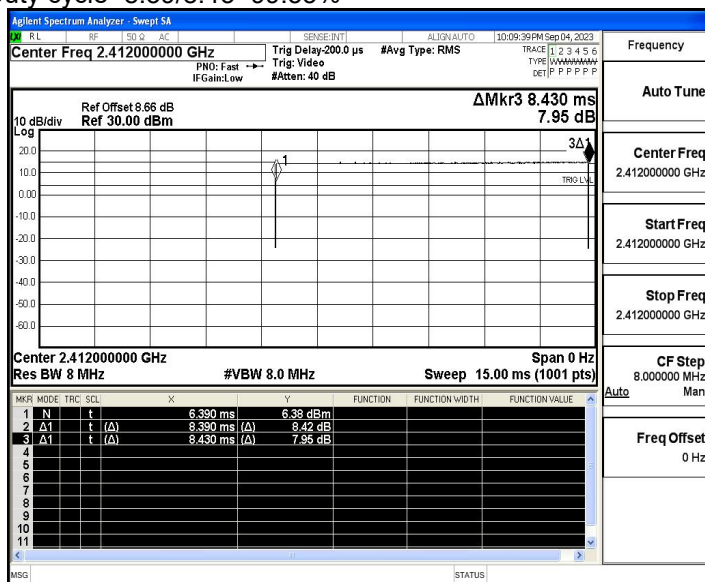 Agilent Spectrum Analyzer - Swept SA
RL RF 50 Ω AC SENSE:INT ALIGN AUTO 10:09:39 PM Sep 04, 2023
Center Freq 2.412000000 GHz
PNO: Fast
IFGain:Low
Trig Delay-200.0 µs
Trig: Video
#Atten: 40 dB
#Avg Type: RMS
TRACE 1 2 3 4 5 6
TYPE WWWWWW
DET P P P P P P
ΔMkr3 8.430 ms
7.95 dB
Ref Offset 8.66 dB
10 dB/div Ref 30.00 dBm
Log
20.0
10.0
0.00
-10.0
-20.0
-30.0
-40.0
-50.0
-60.0
1
3Δ1
TRIG LVL
Center 2.412000000 GHz Span 0 Hz
Res BW 8 MHz #VBW 8.0 MHz Sweep 15.00 ms (1001 pts)
MKR MODE TRC SCL X Y FUNCTION FUNCTION WIDTH FUNCTION VALUE
1 N t 6.390 ms 6.38 dBm
2 Δ1 t (Δ) 8.390 ms (Δ) 8.42 dB
3 Δ1 t (Δ) 8.430 ms (Δ) 7.95 dB
4
5
6
7
8
9
10
11
MSG STATUS
Frequency
Auto Tune
Center Freq
2.412000000 GHz
Start Freq
2.412000000 GHz
Stop Freq
2.412000000 GHz
CF Step
8.000000 MHz
Auto Man
Freq Offset
0 Hz